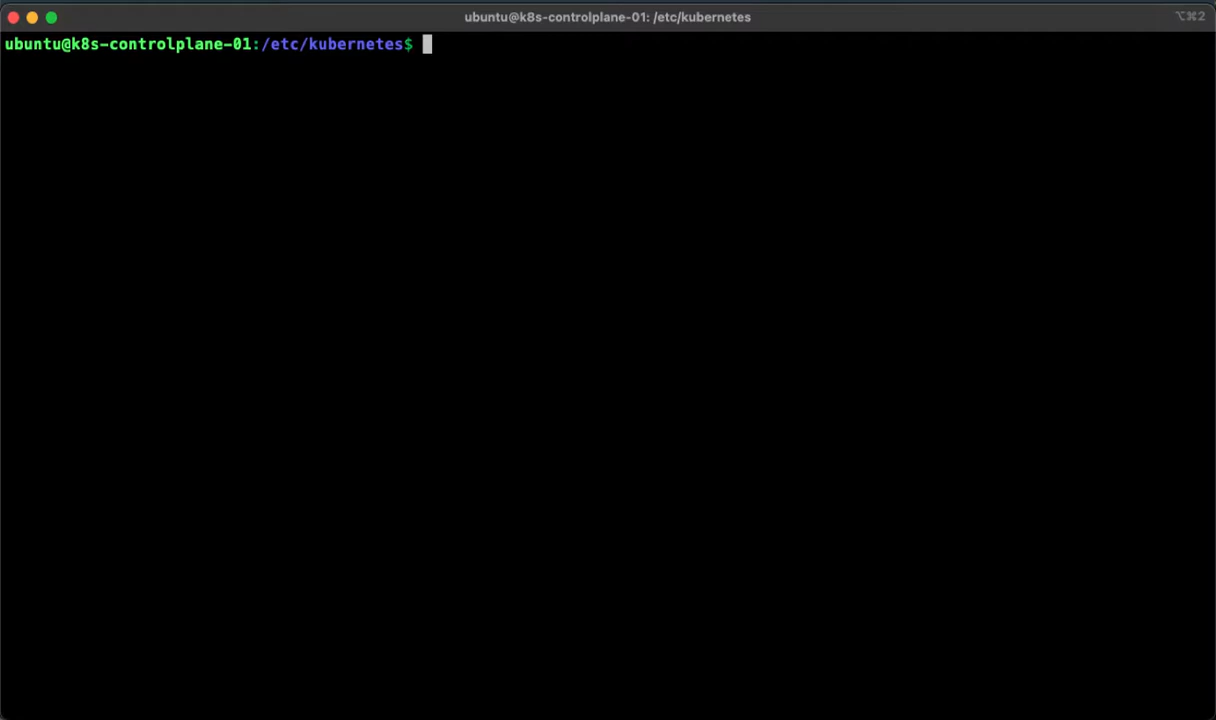 ubuntu@k8s-controlplane-01: /etc/kubernetes
⌥⌘2
ubuntu@k8s-controlplane-01:/etc/kubernetes$